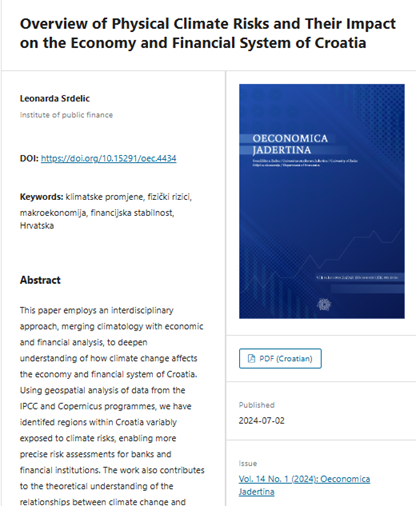 Overview of Physical Climate Risks and Their Impact
on the Economy and Financial System of Croatia
Leonarda Srdelic
Institute of public finance
DOI: https://doi.org/10.15291/oec.4434
Keywords: klimatske promjene, fizički rizici,
makroekonomija, financijska stabilnost,
Hrvatska
Abstract
This paper employs an interdisciplinary
approach, merging climatology with economic
and financial analysis, to deepen
understanding of how climate change affects
the economy and financial system of Croatia.
Using geospatial analysis of data from the
IPCC and Copernicus programmes, we have
identifed regions within Croatia variably
exposed to climate risks, enabling more
precise risk assessments for banks and
financial institutions. The work also contributes
to the theoretical understanding of the
relationships between climate change and
OECONOMICA
JADERTINA
PDF (Croatian)
Published
2024-07-02
Issue
Vol. 14 No. 1 (2024): Oeconomica
Jadertina